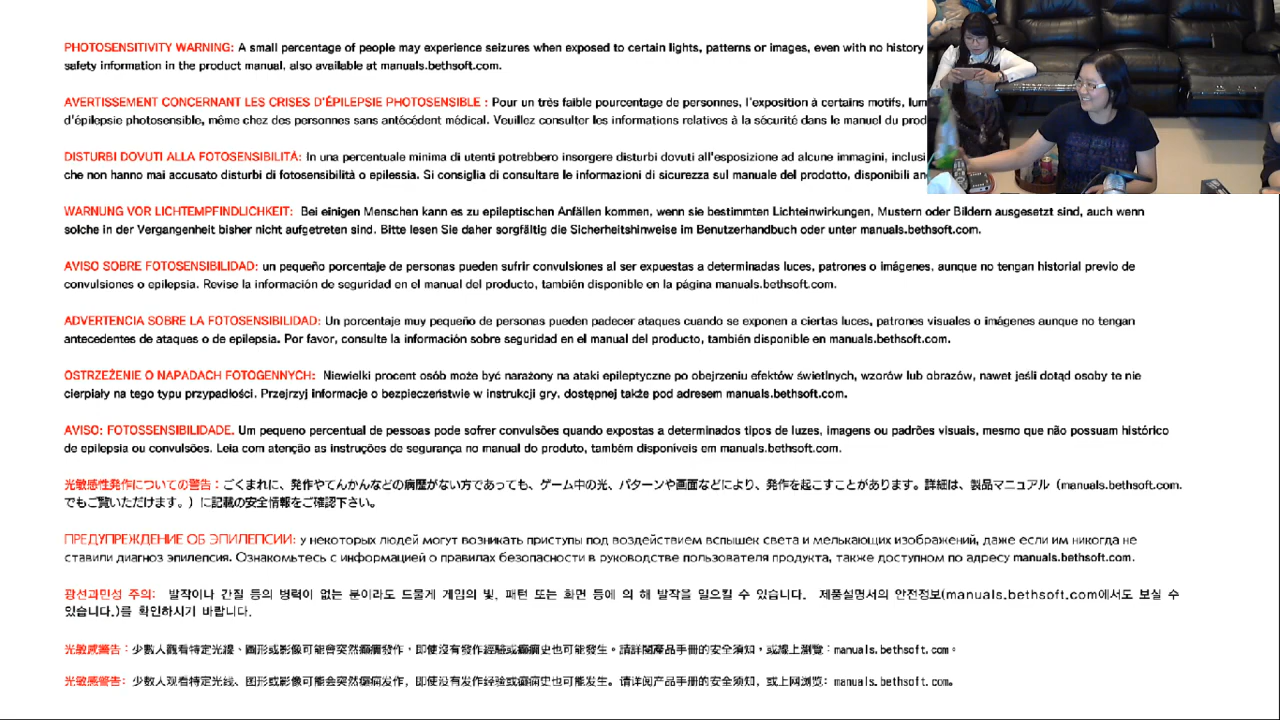 PHOTOSENSITIVITY WARNING: A small percentage of people may experience seizures when exposed to certain lights, patterns or images, even with no history
safety information in the product manual, also available at manuals.bethsoft.com.
AVERTISSEMENT CONCERNANT LES CRISES D'ÉPILEPSIE PHOTOSENSIBLE : Pour un très faible pourcentage de personnes, l'exposition à certains motifs,
d'épilepsie photosensible, même chez des personnes sans antécédent médical. Veuillez consulter les informations relatives à la sécurité dans le manuel du
DISTURBI DOVUTI ALLA FOTOSENSIBILITÀ: In una percentuale minima di utenti potrebbero insorgere disturbi dovuti all'esposizione ad alcune immagini,
che non hanno mai accusato disturbi di fotosensibilità o epilessia. Si consiglia di consultare le informazioni di sicurezza sul manuale del prodotto, disponibili
WARNUNG VOR LICHTEMPFINDLICHKEIT: Bei einigen Menschen kann es zu epileptischen Anfällen kommen, wenn sie bestimmten Lichteinwirkungen, Mustern oder Bildern ausgesetzt sind, auch wenn
solche in der Vergangenheit bisher nicht aufgetreten sind. Bitte lesen Sie daher sorgfältig die Sicherheitshinweise im Benutzerhandbuch oder unter manuals.bethsoft.com.
AVISO SOBRE FOTOSENSIBILIDAD: un pequeño porcentaje de personas pueden sufrir convulsiones al ser expuestas a determinadas luces, patrones o imágenes, aunque no tengan historial previo de
convulsiones o epilepsia. Revise la información de seguridad en el manual del producto, también disponible en la página manuals.bethsoft.com.
ADVERTENCIA SOBRE LA FOTOSENSIBILIDAD: Un porcentaje muy pequeño de personas pueden padecer ataques cuando se exponen a ciertas luces, patrones visuales o imágenes aunque no tengan
antecedentes de ataques o de epilepsia. Por favor, consulte la información sobre seguridad en el manual del producto, también disponible en manuals.bethsoft.com.
OSTRZEŻENIE O NAPADACH FOTOGENNYCH: Niewielki procent osób może być narażony na ataki epileptyczne po obejrzeniu efektów świetlnych, wzorów lub obrazów, nawet jeśli dotąd osoby te nie
cierpiały na tego typu przypadłości. Przejrzyj informacje o bezpieczeństwie w instrukcji gry, dostępnej także pod adresem manuals.bethsoft.com.
AVISO: FOTOSSENSIBILIDADE. Um pequeno percentual de pessoas pode sofrer convulsões quando expostas a determinados tipos de luzes, imagens ou padrões visuais, mesmo que não possuam histórico
de epilepsia ou convulsões. Leia com atenção as instruções de segurança no manual do produto, também disponíveis em manuals.bethsoft.com.
光敏感性発作についての警告：ごくまれに、発作やてんかんなどの病歴がない方であっても、ゲーム中の光、パターンや画面などにより、発作を起こすことがあります。詳細は、製品マニュアル（manuals.bethsoft.com.
でもご覧いただけます。）に記載の安全情報をご確認下さい。
ПРЕДУПРЕЖДЕНИЕ ОБ ЭПИЛЕПСИИ: у некоторых людей могут возникать приступы под воздействием вспышек света и мелькающих изображений, даже если им никогда не
ставили диагноз эпилепсия. Ознакомьтесь с информацией о правилах безопасности в руководстве пользователя продукта, также доступном по адресу manuals.bethsoft.com.
광선과민성 주의: 발작이나 간질 등의 병력이 없는 분이라도 드물게 게임의 빛, 패턴 또는 화면 등에 의 해 발작을 일으킬 수 있습니다. 제품설명서의 안전정보(manuals.bethsoft.com에서도 보실 수
있습니다.)를 확인하시기 바랍니다.
光敏感警告：少數人觀看特定光線、圖形或影像可能會突然癲癇發作，即使沒有發作經驗或癲癇史也可能發生。請詳閱產品手冊的安全須知，或線上瀏覽：manuals.bethsoft.com。
光敏感警告：少数人观看特定光线、图形或影像可能会突然癫痫发作，即使没有发作经验或癫痫史也可能发生。请详阅产品手册的安全须知，或上网浏览：manuals.bethsoft.com。